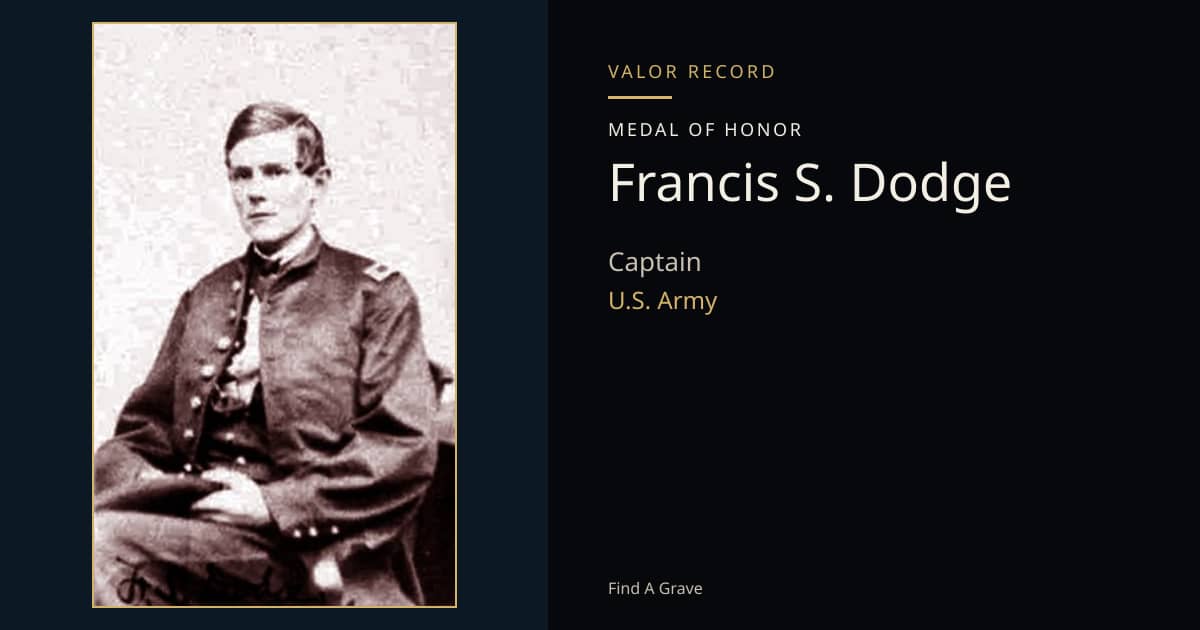 VALOR RECORD
MEDAL OF HONOR
Francis S. Dodge
Captain
U.S. Army
Find A Grave